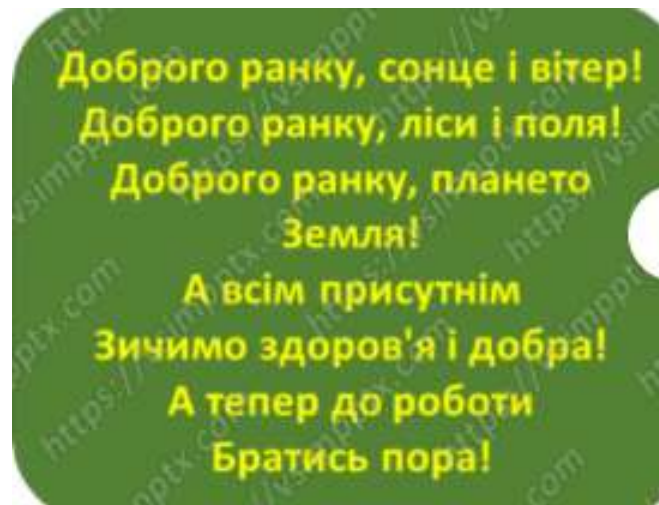 Доброго ранку, сонце і вітер!
Доброго ранку, ліси і поля!
Доброго ранку, плането
Земля!
А всім присутнім
Зичимо здоров'я і добра!
А тепер до роботи
Братись пора!